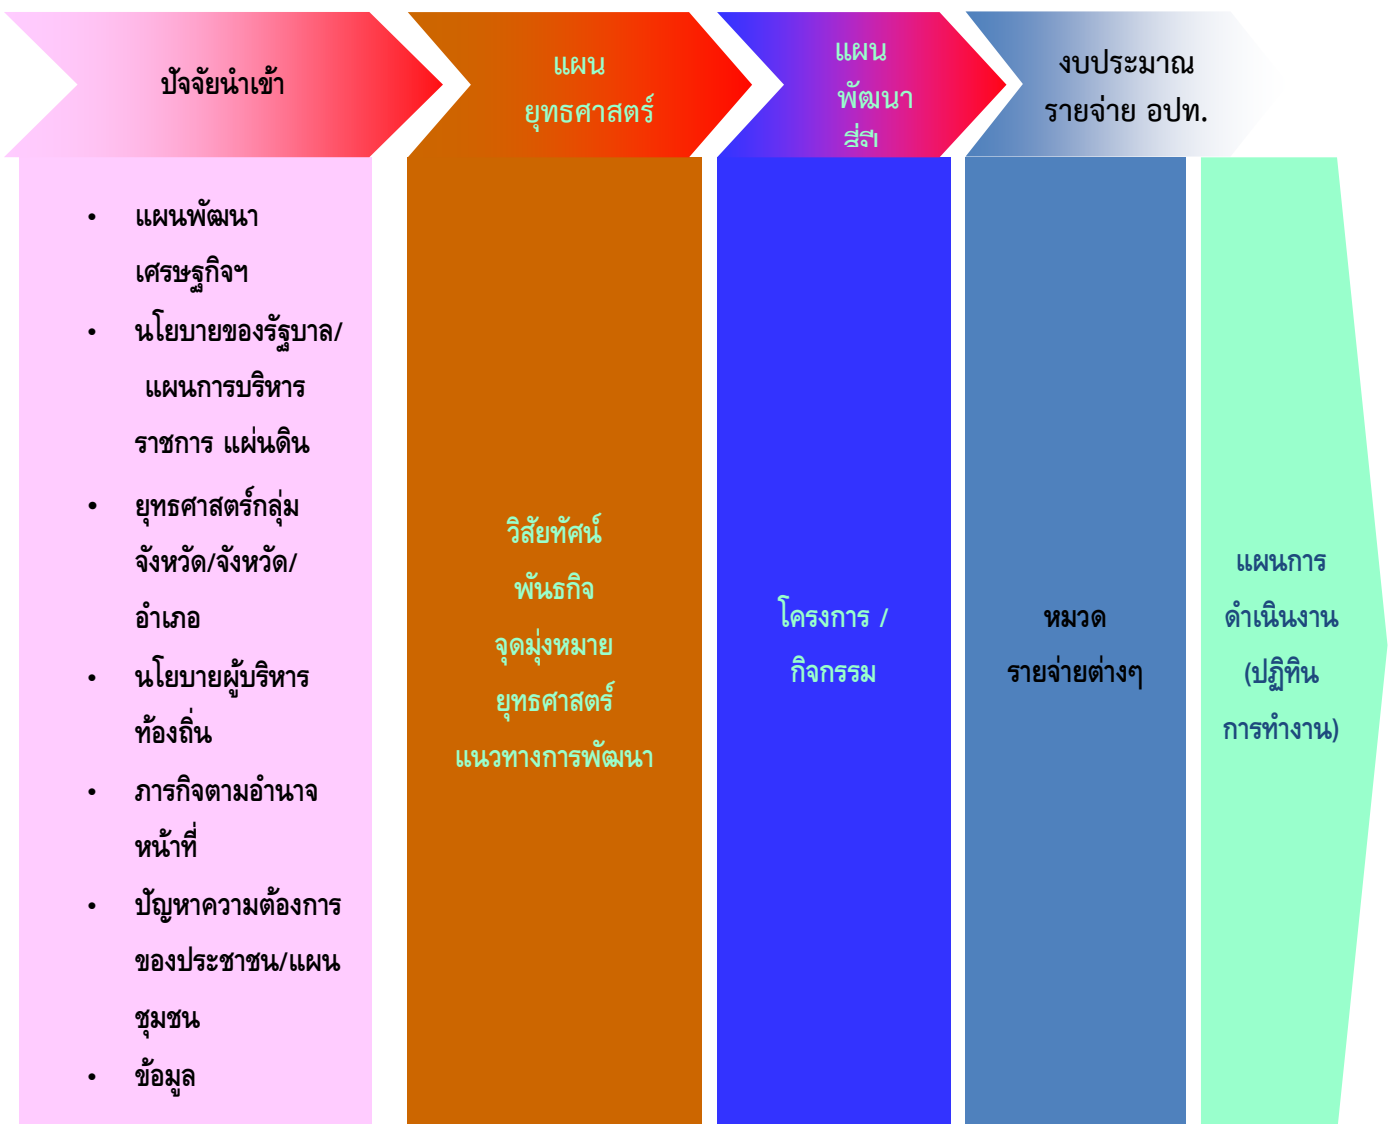 ปัจจัยนำเข้า
แผน
ยุทธศาสตร์
แผน
พัฒนา
สี่ปี
งบประมาณ
รายจ่าย อปท.
• แผนพัฒนา
เศรษฐกิจฯ
• นโยบายของรัฐบาล/
แผนการบริหาร
ราชการ แผ่นดิน
• ยุทธศาสตร์กลุ่ม
จังหวัด/จังหวัด/
อำเภอ
• นโยบายผู้บริหาร
ท้องถิ่น
• ภารกิจตามอำนาจ
หน้าที่
• ปัญหาความต้องการ
ของประชาชน/แผน
ชุมชน
• ข้อมูล
วิสัยทัศน์
พันธกิจ
จุดมุ่งหมาย
ยุทธศาสตร์
แนวทางการพัฒนา
โครงการ /
กิจกรรม
หมวด
รายจ่ายต่างๆ
แผนการ
ดำเนินงาน
(ปฏิทิน
การทำงาน)